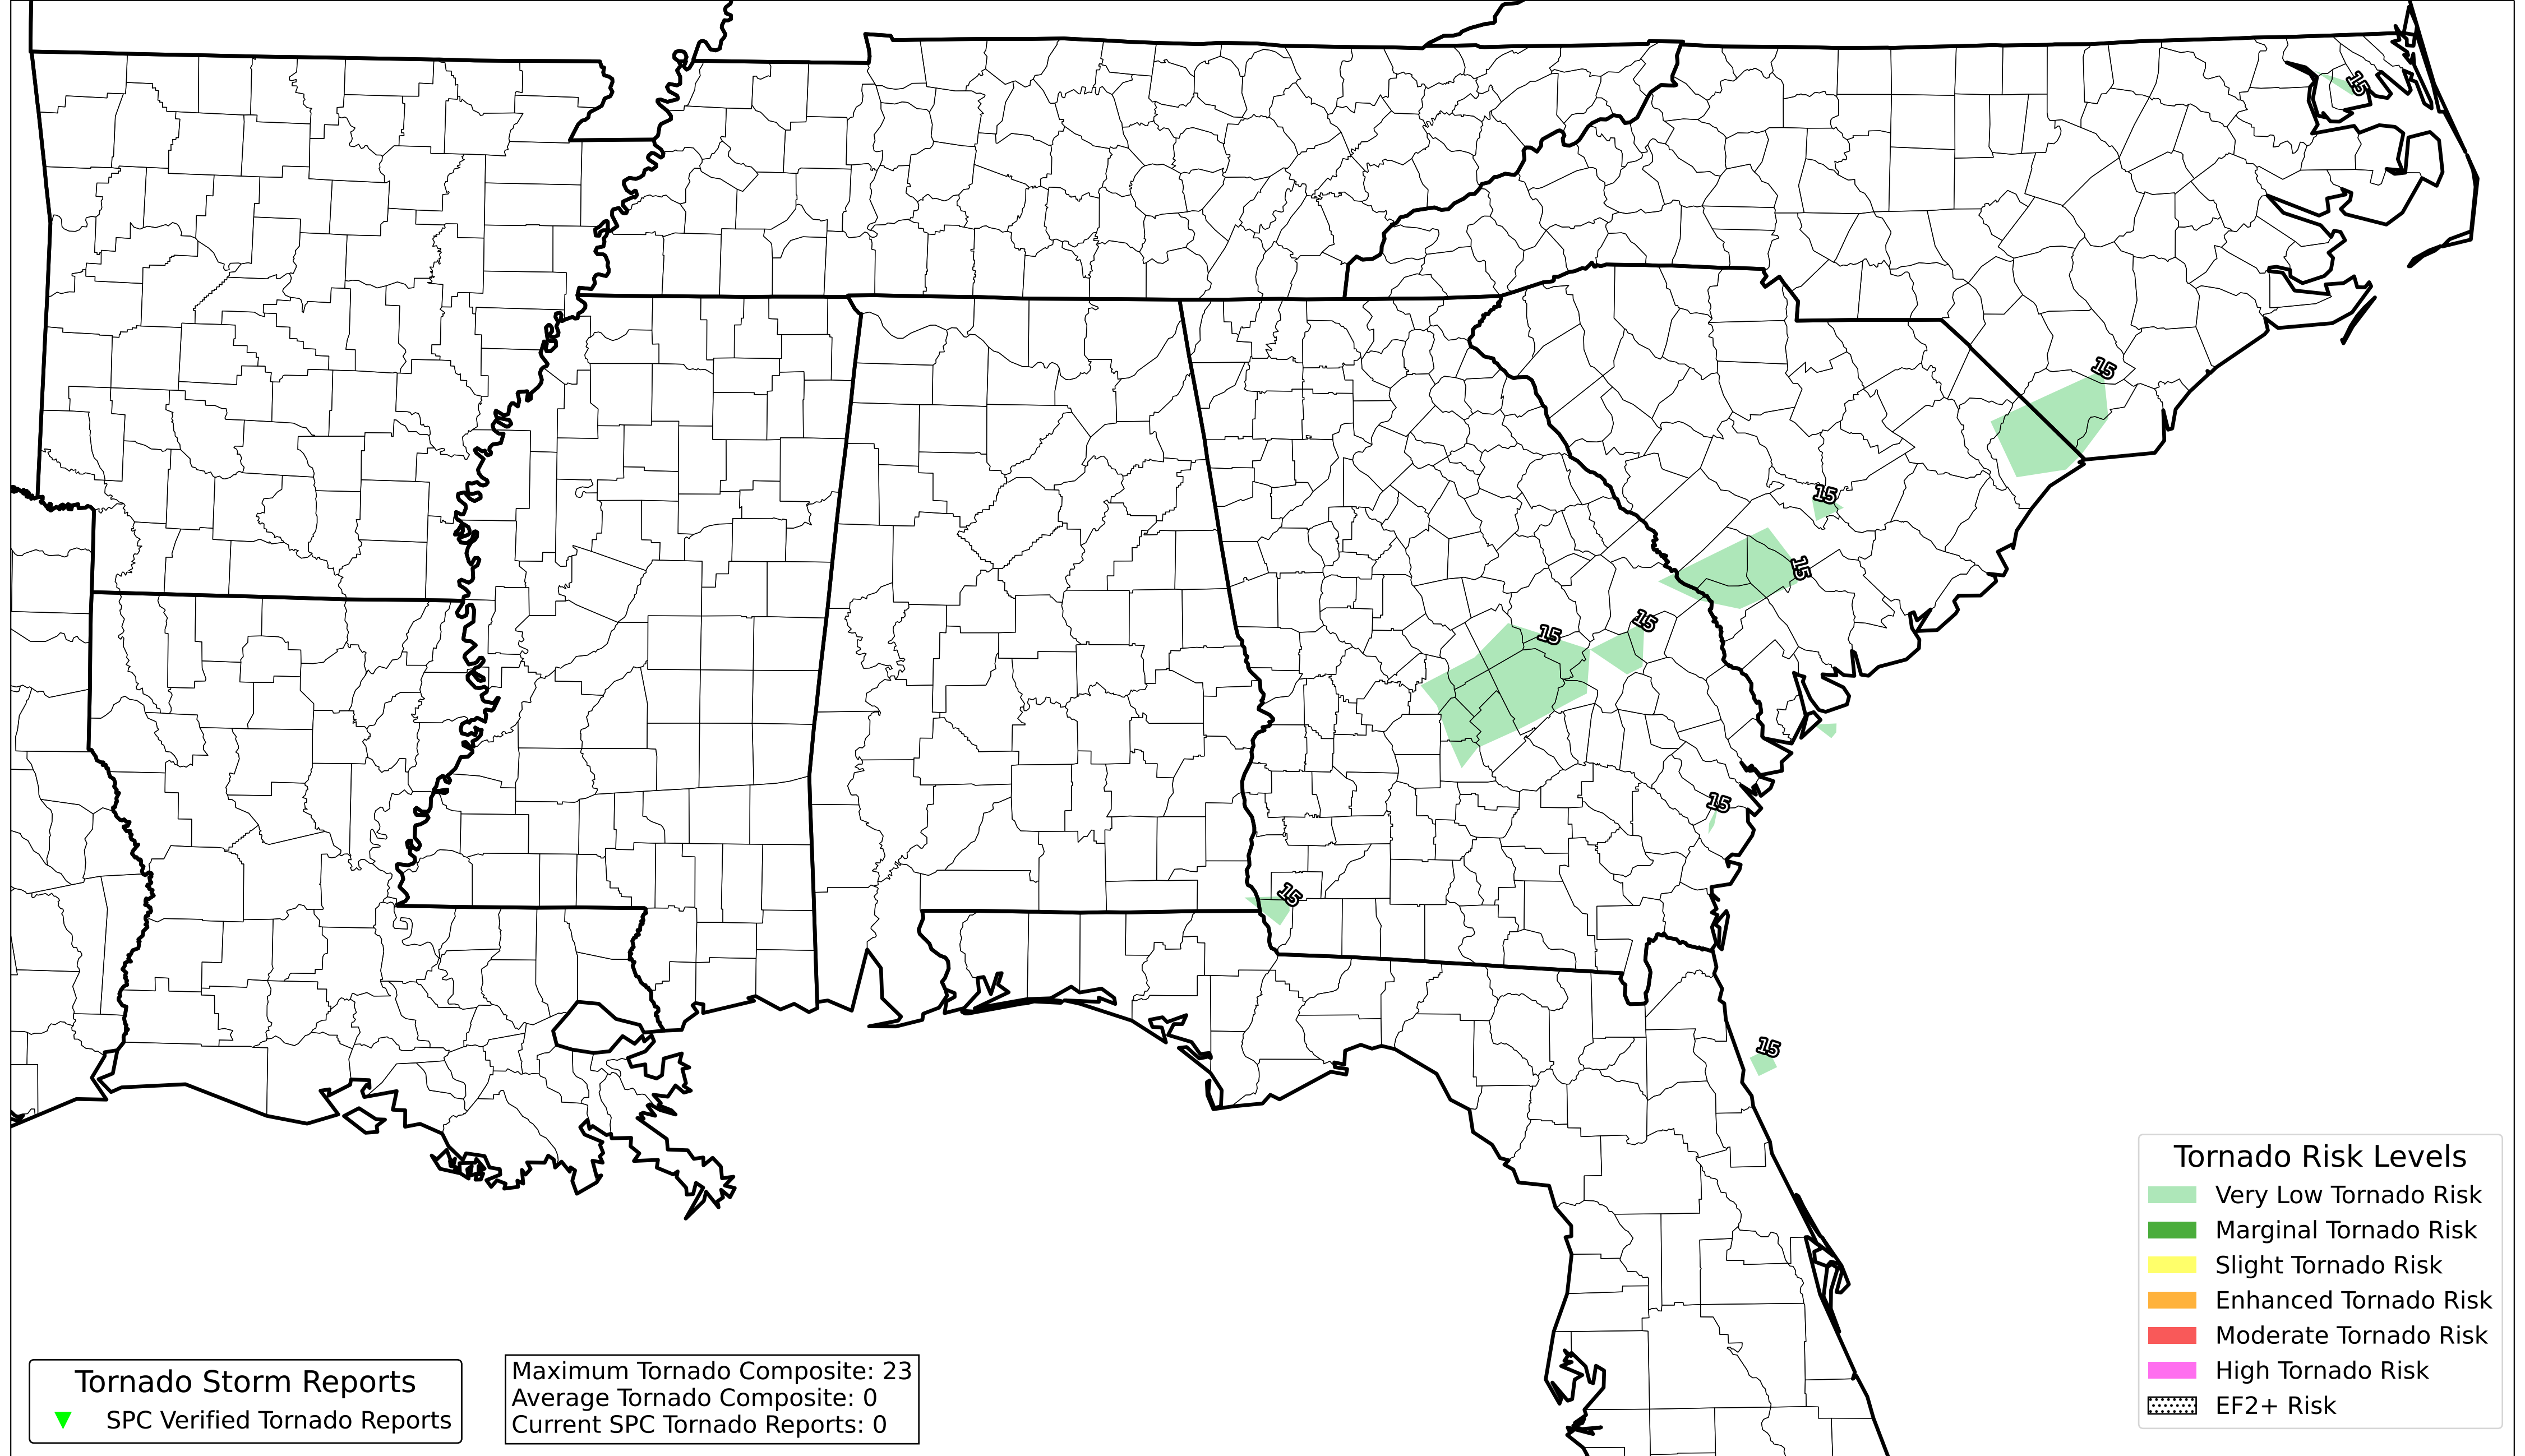 15
15
15
15
15
15
15
15
15
Tornado Risk Levels
Very Low Tornado Risk
Marginal Tornado Risk
Slight Tornado Risk
Enhanced Tornado Risk
Moderate Tornado Risk
High Tornado Risk
EF2+ Risk
Tornado Storm Reports
SPC Verified Tornado Reports
Maximum Tornado Composite: 23
Average Tornado Composite: 0
Current SPC Tornado Reports: 0